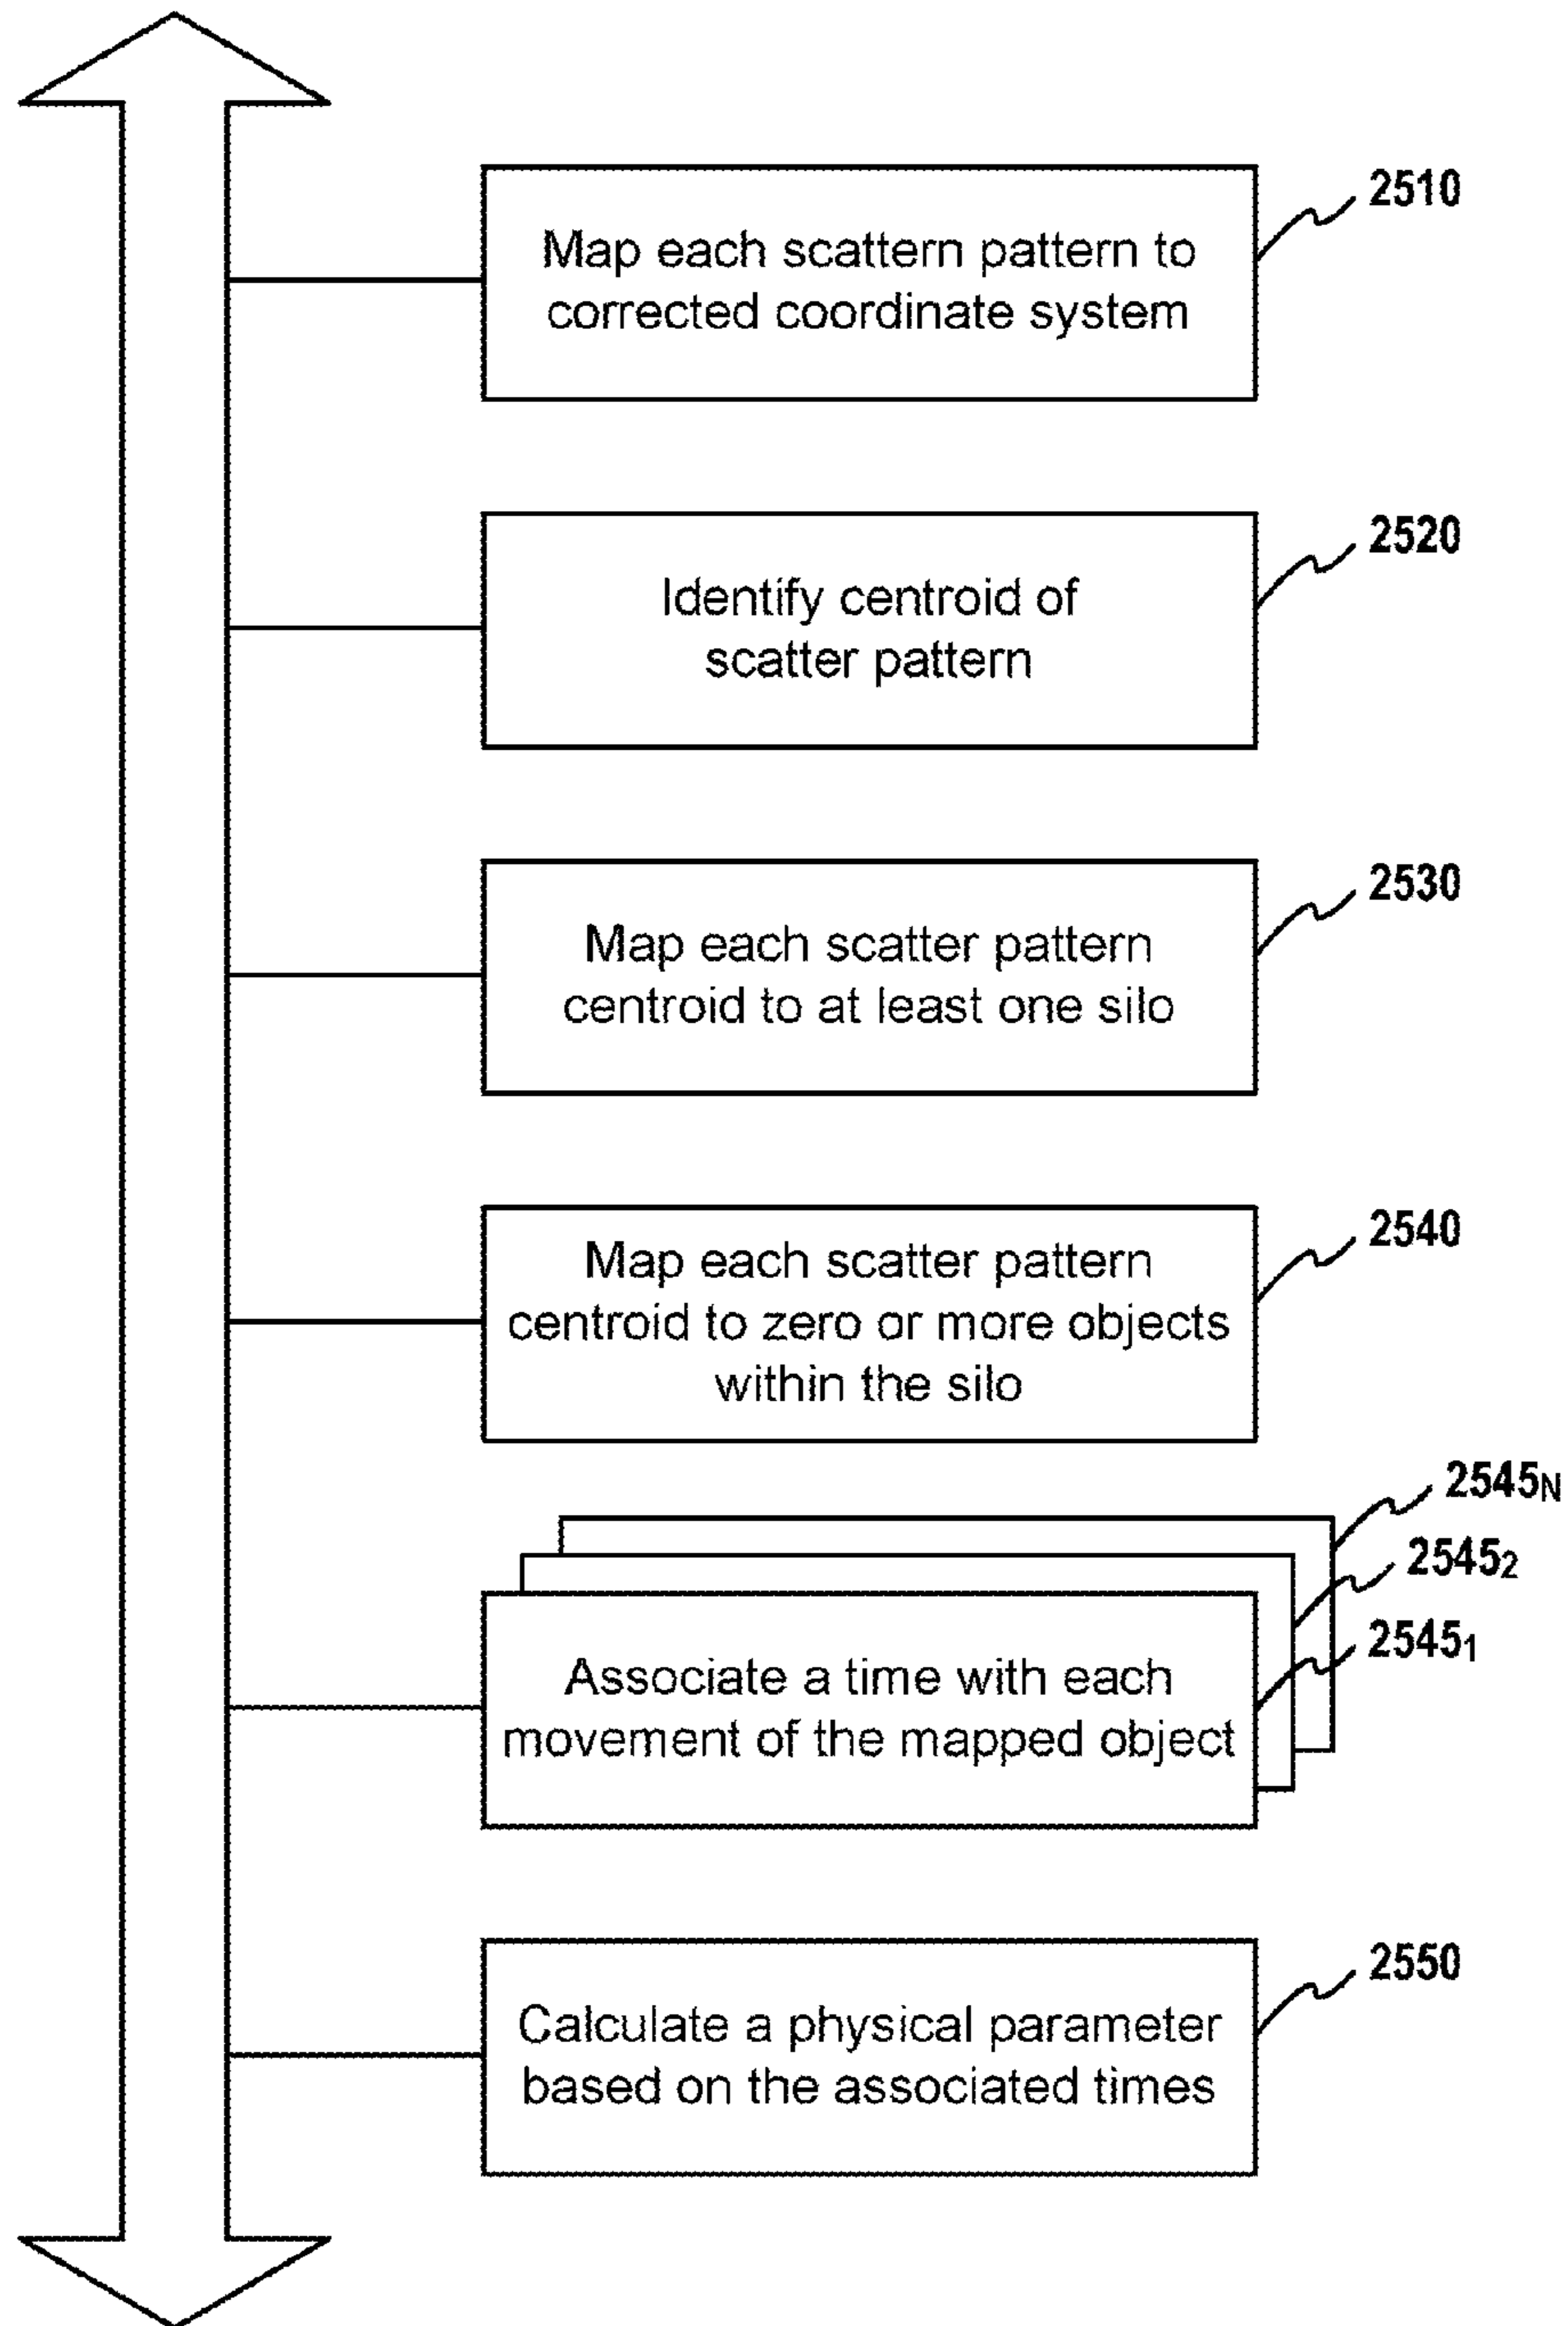 2510
Map each scattern pattern to
corrected coordinate system
2520
Identify centroid of
scatter pattern
2530
Map each scatter pattern
centroid to at least one silo
2540
Map each scatter pattern
centroid to zero or more objects
within the silo
2545N
25452
25451
Associate a time with each
movement of the mapped object
2550
Calculate a physical parameter
based on the associated times